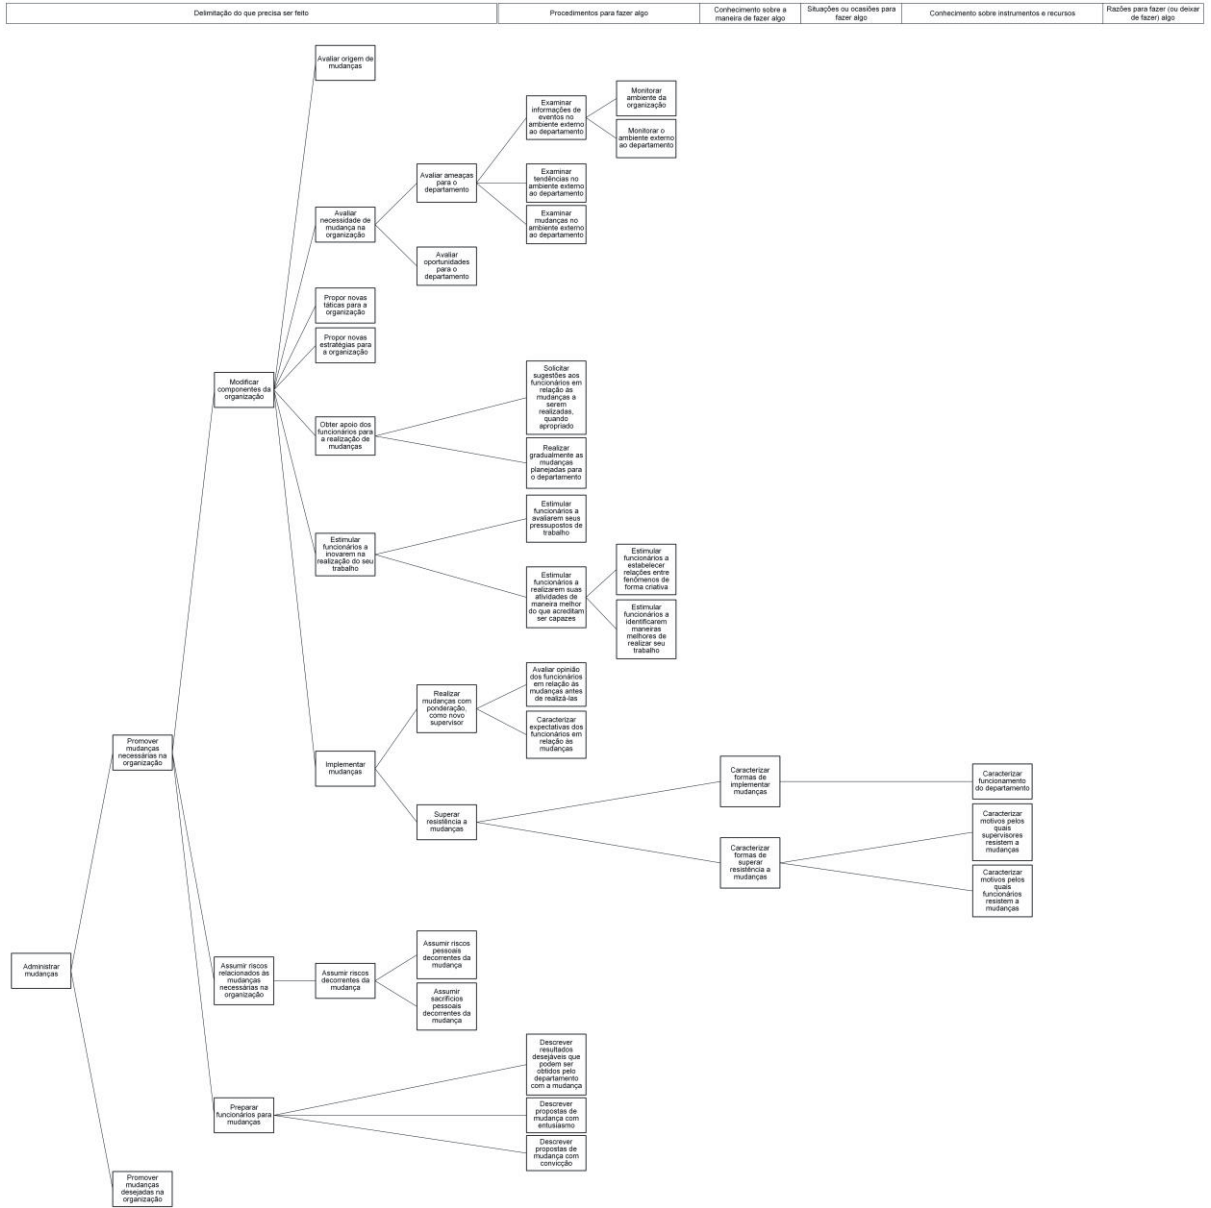 Delimitação do que precisa ser feito
Procedimentos para fazer algo
Conhecimento sobre a
maneira de fazer algo
Situações ou ocasiões para
fazer algo
Conhecimento sobre instrumentos e recursos
Razões para fazer (ou deixar
de fazer) algo
Avaliar origem de
mudanças
Monitorar
ambiente da
organização
Examinar
informações de
eventos no
ambiente externo
ao departamento
Monitorar o
ambiente externo
ao departamento
Avaliar ameaças
para o
departamento
Examinar
tendências no
ambiente externo
ao departamento
Avaliar
necessidade de
mudança na
organização
Examinar
mudanças no
ambiente externo
ao departamento
Avaliar
oportunidades
para o
departamento
Propor novas
táticas para a
organização
Propor novas
estratégias para
a organização
Modificar
componentes da
organização
Solicitar
sugestões aos
funcionários em
relação às
mudanças a
serem
realizadas,
quando
apropriado
Obter apoio dos
funcionários para
a realização de
mudanças
Realizar
gradualmente as
mudanças
planejadas para
o departamento
Estimular
funcionários a
avaliarem seus
pressupostos de
trabalho
Estimular
funcionários a
inovarem na
realização do seu
trabalho
Estimular
funcionários a
estabelecer
relações entre
fenômenos de
forma criativa
Estimular
funcionários a
realizarem suas
atividades de
maneira melhor
do que acreditam
ser capazes
Estimular
funcionários a
identificarem
maneiras
melhores de
realizar seu
trabalho
Avaliar opinião
dos funcionários
em relação às
mudanças antes
de realizá-las
Realizar
mudanças com
ponderação,
como novo
supervisor
Caracterizar
expectativas dos
funcionários em
relação às
mudanças
Promover
mudanças
necessárias na
organização
Implementar
mudanças
Caracterizar
formas de
implementar
mudanças
Caracterizar
funcionamento
do departamento
Superar
resistência a
mudanças
Caracterizar
motivos pelos
quais
supervisores
resistem a
mudanças
Caracterizar
formas de
superar
resistência a
mudanças
Caracterizar
motivos pelos
quais
funcionários
resistem a
mudanças
Assumir riscos
pessoais
decorrentes da
mudança
Administrar
mudanças
Assumir riscos
relacionados às
mudanças
necessárias na
organização
Assumir riscos
decorrentes da
mudança
Assumir
sacrifícios
pessoais
decorrentes da
mudança
Descrever
resultados
desejáveis que
podem ser
obtidos pelo
departamento
com a mudança
Preparar
funcionários para
mudanças
Descrever
propostas de
mudança com
entusiasmo
Descrever
propostas de
mudança com
convicção
Promover
mudanças
desejadas na
organização